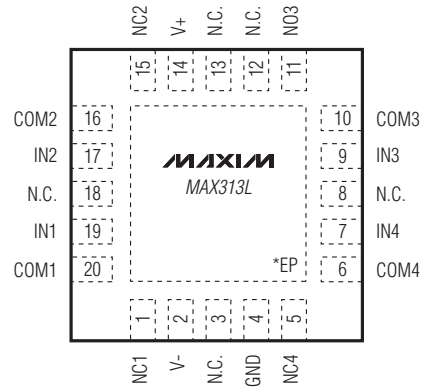 NC2 V+ N.C. N.C. NO3
15 14 13 12 11
COM2 16 10 COM3
IN2 17 9 IN3
MAXIM
MAX313L
N.C. 18 8 N.C.
IN1 19 7 IN4
COM1 20 *EP 6 COM4
1 2 3 4 5
NC1 V- N.C. GND NC4